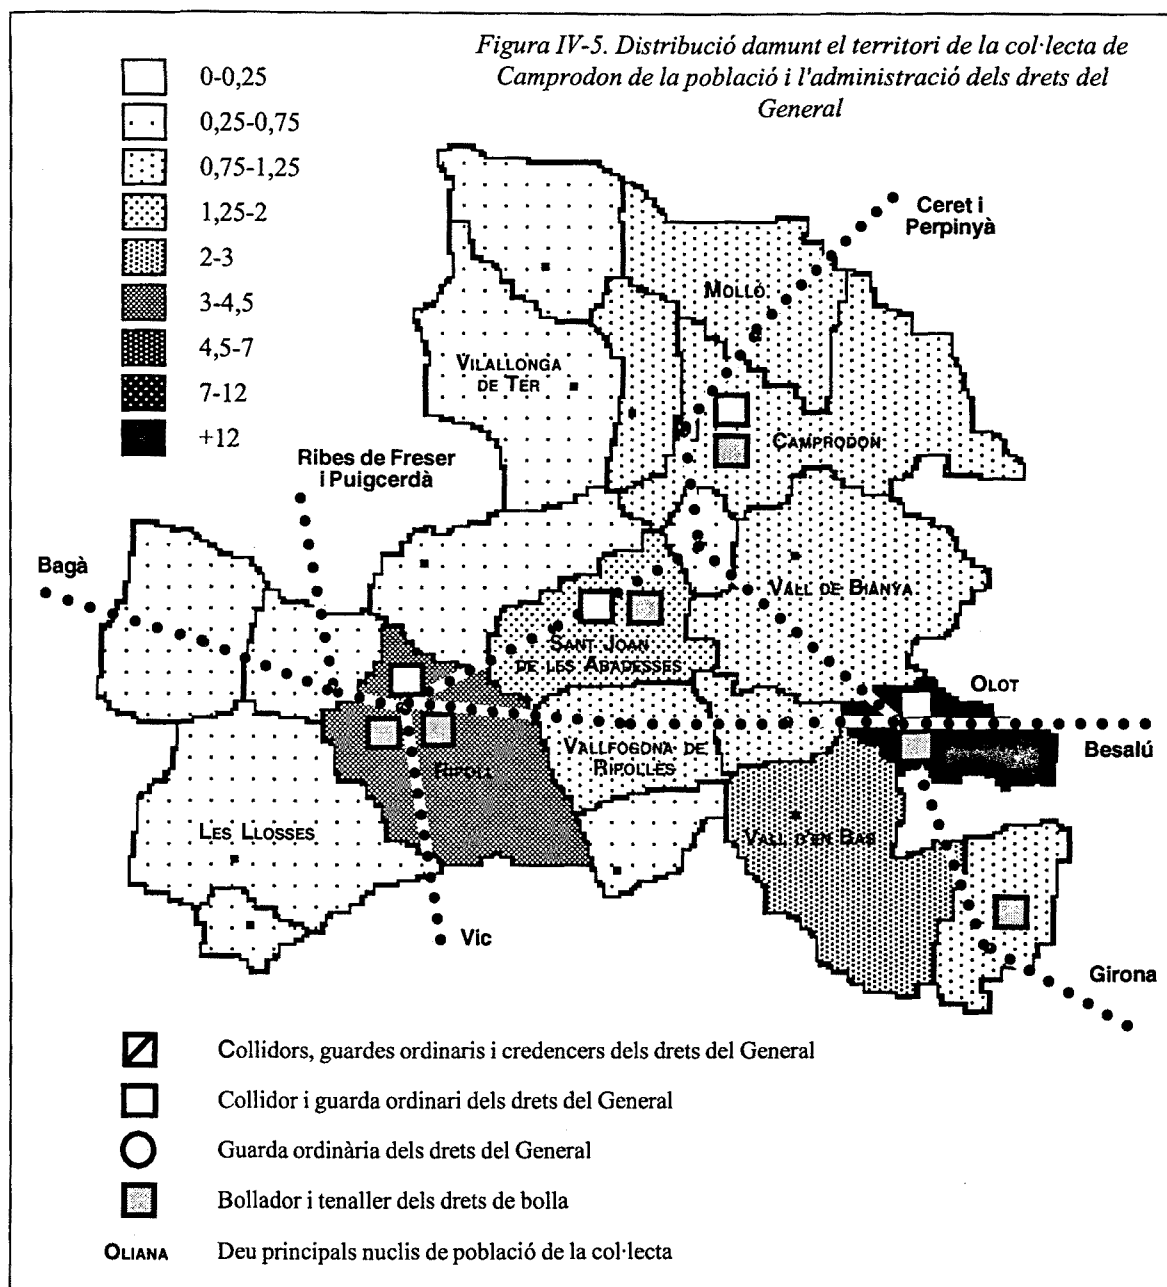 Figura IV-5. Distribució damunt el territori de la col·lecta de
Camprodon de la població i l'administració dels drets del
General
0-0,25
0,25-0,75
0,75-1,25
1,25-2
2-3
3-4,5
4,5-7
7-12
+12
Ceret i
Perpinyà
MOLLÓ
VILALLONGA
DE TER
CAMPRODON
Ribes de Freser
i Puigcerdà
Bagà
VALL DE BIANYA
SANT JOAN
DE LES ABADESSES
OLOT
Besalú
VALLFOGONA DE
RIPOLLÈS
RIPOLL
LES LLOSSES
VALL D'EN BAS
Vic
Girona
Collidors, guardes ordinaris i credencers dels drets del General
Collidor i guarda ordinari dels drets del General
Guarda ordinària dels drets del General
Bollador i tenaller dels drets de bolla
OLIANA Deu principals nuclis de població de la col·lecta